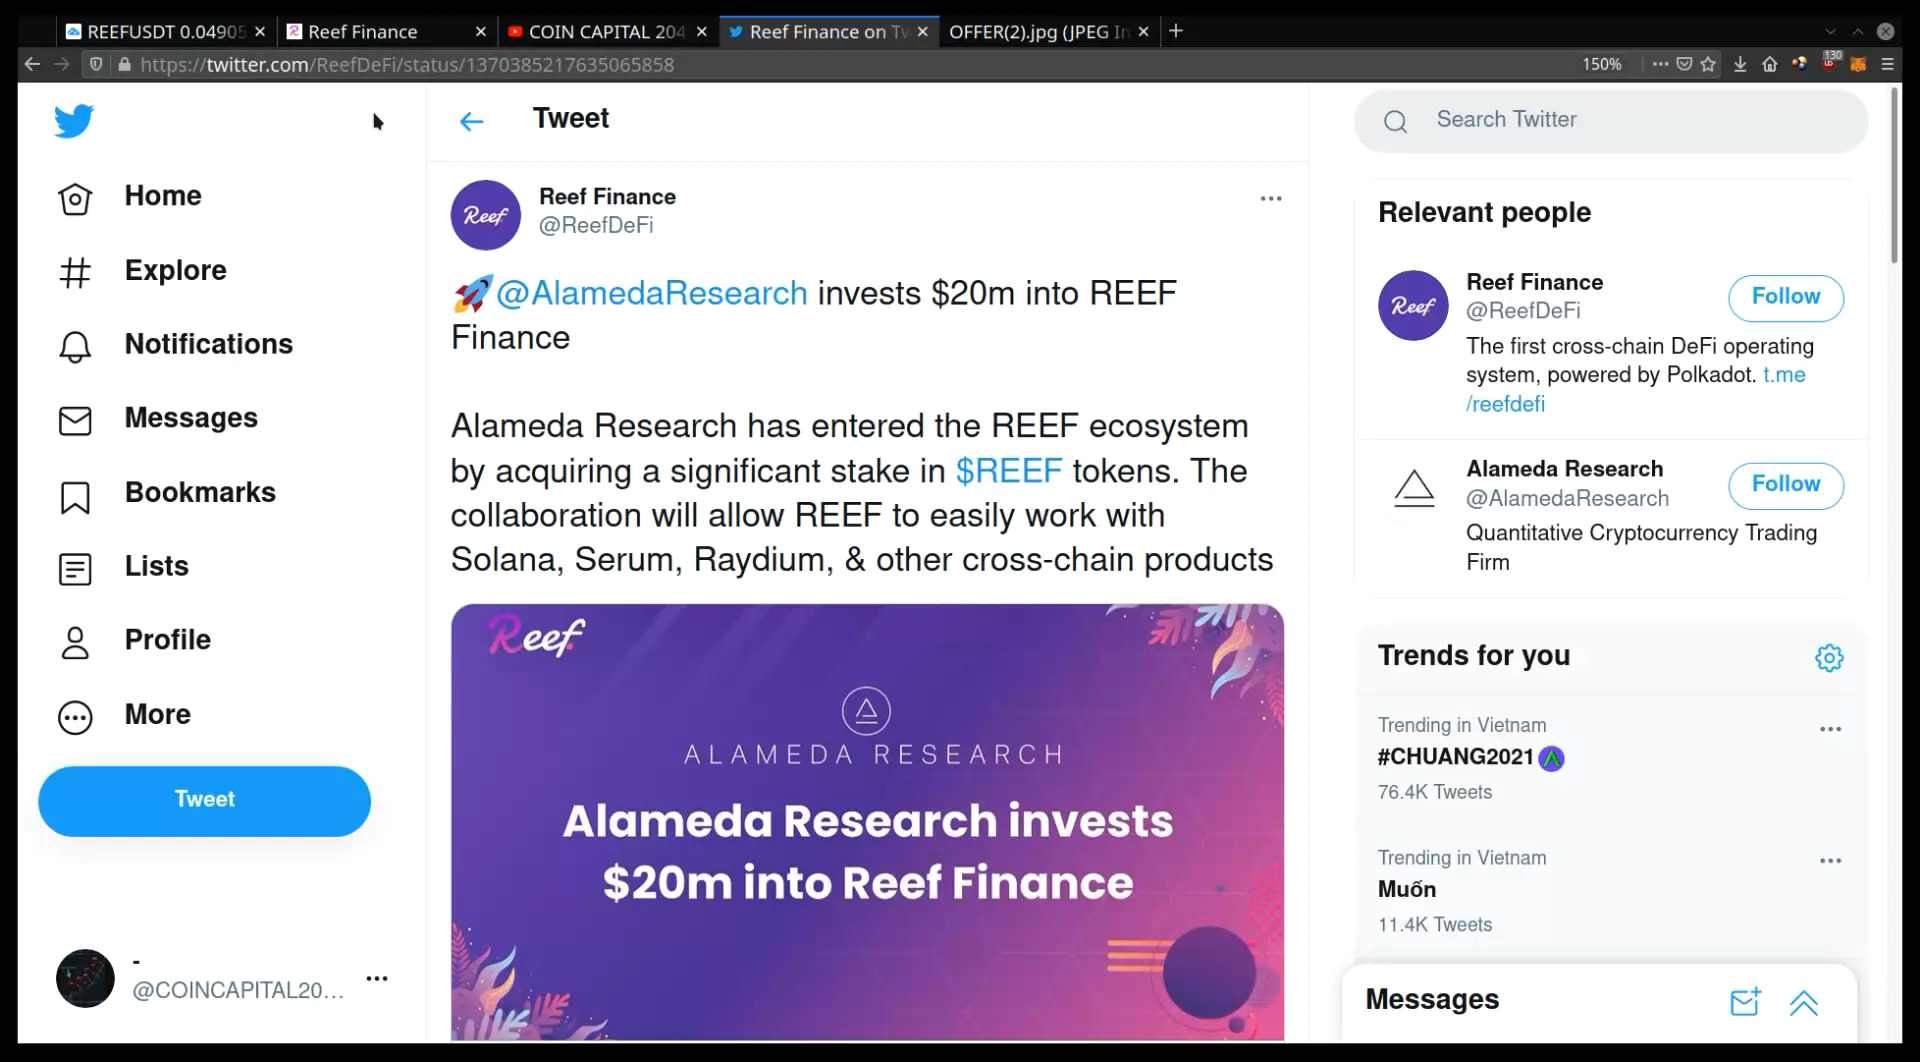 REEFUSDT 0.04905
Reef Finance
COIN CAPITAL 204
Reef Finance on Tw
OFFER(2).jpg (JPEG In
https://twitter.com/ReefDeFi/status/1370385217635065858
150%
130
Home
Explore
Notifications
Messages
Bookmarks
Lists
Profile
More
Tweet
-
@COINCAPITAL20…
Tweet
Reef
Reef Finance
@ReefDeFi
@AlamedaResearch invests $20m into REEF
Finance
Alameda Research has entered the REEF ecosystem
by acquiring a significant stake in $REEF tokens. The
collaboration will allow REEF to easily work with
Solana, Serum, Raydium, & other cross-chain products
Reef
ALAMEDA RESEARCH
Alameda Research invests
$20m into Reef Finance
Search Twitter
Relevant people
Reef
Reef Finance
@ReefDeFi
Follow
The first cross-chain DeFi operating
system, powered by Polkadot. t.me
/reefdefi
Alameda Research
@AlamedaResearch
Follow
Quantitative Cryptocurrency Trading
Firm
Trends for you
Trending in Vietnam
#CHUANG2021
76.4K Tweets
Trending in Vietnam
Muốn
11.4K Tweets
Messages